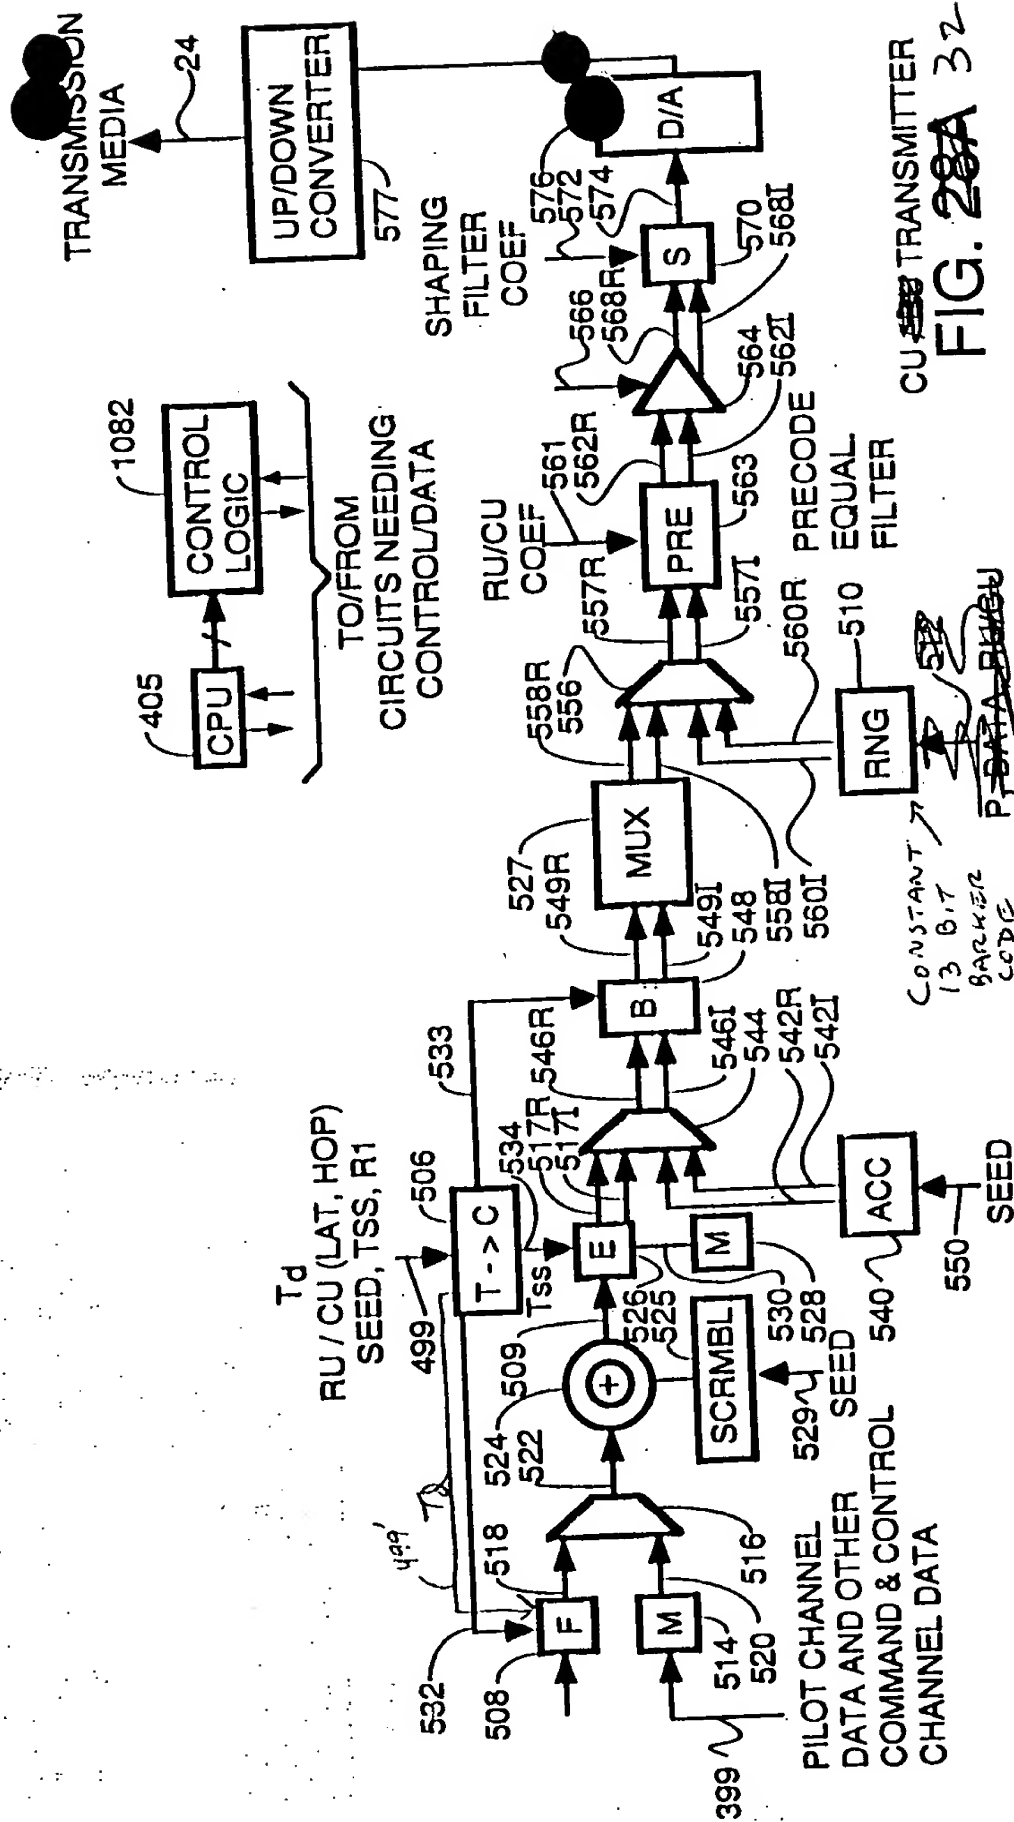 TRANSMISSION
MEDIA
24
UP/DOWN
CONVERTER
577
SHAPING
FILTER
COEF
576
572
574
D/A
S
570
568I
566
568R
564
562I
1082
CONTROL
LOGIC
405
CPU
TO/FROM
CIRCUITS NEEDING
CONTROL/DATA
RU/CU
COEF
561
562R
PRE
563
PRECODE
EQUAL
FILTER
557R
557I
558R
556
560R
510
RNG
527
549R
MUX
549I
548
558I
560I
CONSTANT
13 BIT
BARKER
CODE
512
P, DATA
533
546R
B
546I
544
542R
542I
Td
RU / CU (LAT, HOP)
SEED, TSS, R1
499
506
T -> C
534
Tss
517R
517I
E
M
526
525
530
528
ACC
540
550
SEED
509
524
522
SCRMBL
529
SEED
499'
Td
518
532
508
F
M
514
520
516
399
PILOT CHANNEL
DATA AND OTHER
COMMAND & CONTROL
CHANNEL DATA
CU TRANSMITTER
FIG. 28A 32